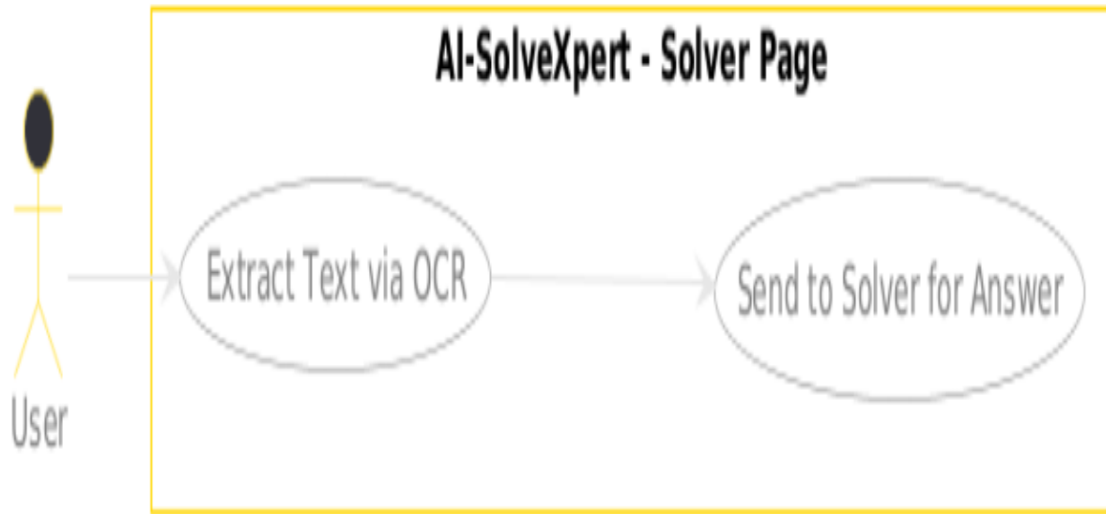 AI-SolveXpert - Solver Page
Extract Text via OCR
Send to Solver for Answer
User